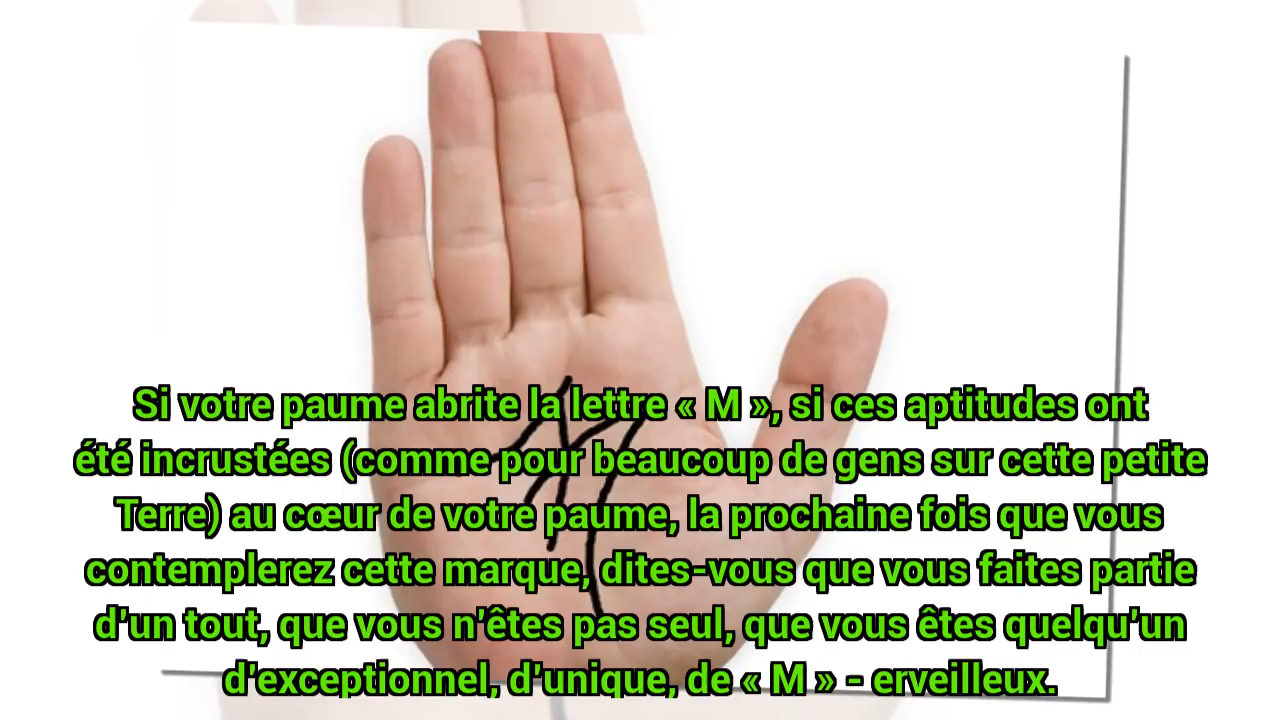 Si votre paume abrite la lettre « M », si ces aptitudes ont
été incrustées (comme pour beaucoup de gens sur cette petite
Terre) au cœur de votre paume, la prochaine fois que vous
contemplerez cette marque, dites-vous que vous faites partie
d'un tout, que vous n'êtes pas seul, que vous êtes quelqu'un
d'exceptionnel, d'unique, de « M » - erveilleux.